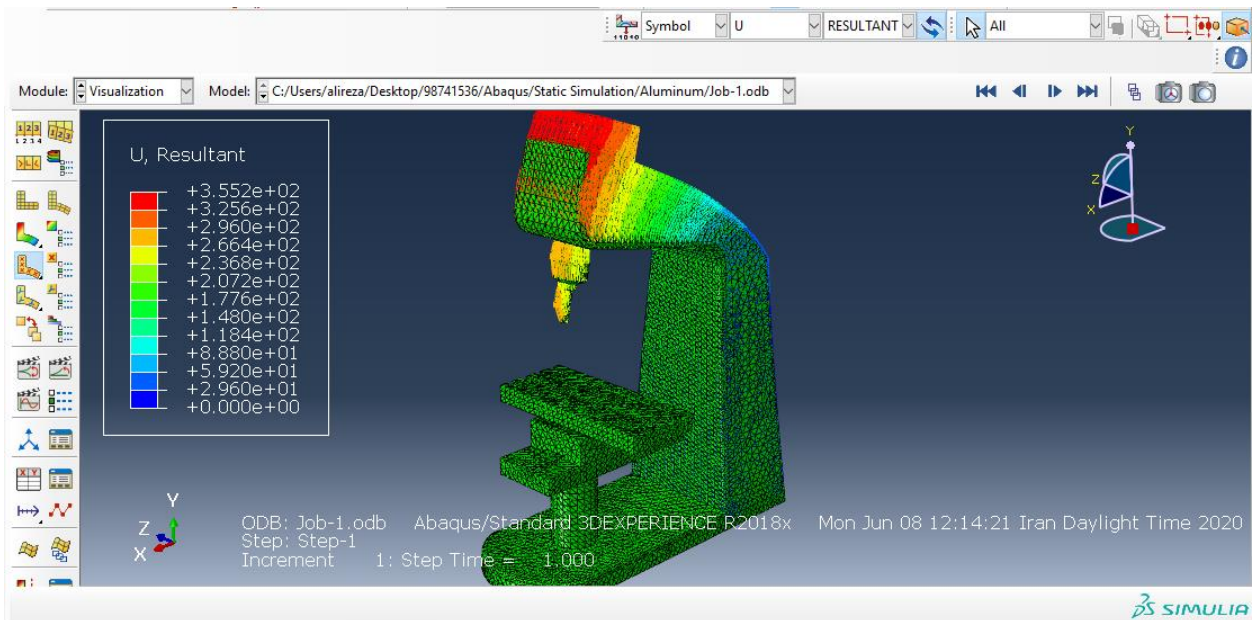 Symbol U RESULTANT All
Module: Visualization Model: C:/Users/alireza/Desktop/98741536/Abaqus/Static Simulation/Aluminum/Job-1.odb
U, Resultant
+3.552e+02
+3.256e+02
+2.960e+02
+2.664e+02
+2.368e+02
+2.072e+02
+1.776e+02
+1.480e+02
+1.184e+02
+8.880e+01
+5.920e+01
+2.960e+01
+0.000e+00
Y
Z
X
Y
Z
X
ODB: Job-1.odb Abaqus/Standard 3DEXPERIENCE R2018x Mon Jun 08 12:14:21 Iran Daylight Time 2020
Step: Step-1
Increment 1: Step Time = 1.000
SIMULIA